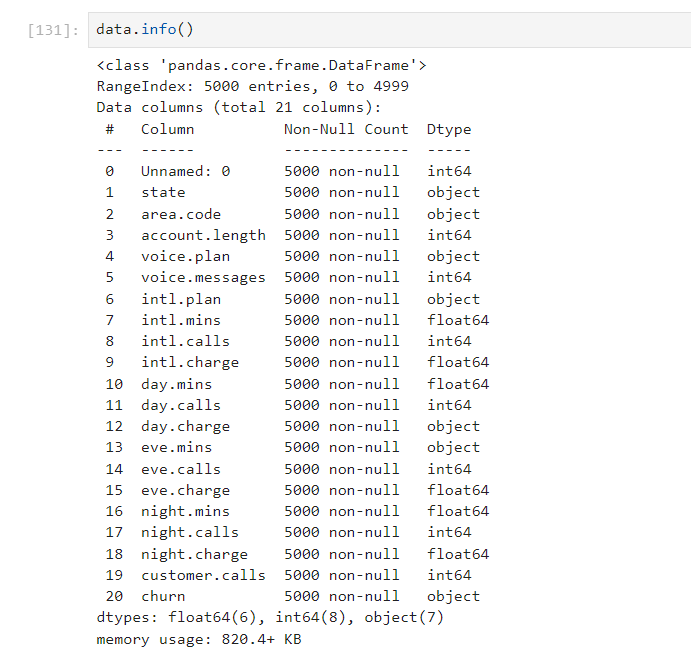 [131]: data.info()
<class 'pandas.core.frame.DataFrame'>
RangeIndex: 5000 entries, 0 to 4999
Data columns (total 21 columns):
 #   Column          Non-Null Count  Dtype
---  ------          --------------  -----
 0   Unnamed: 0      5000 non-null   int64
 1   state           5000 non-null   object
 2   area.code       5000 non-null   object
 3   account.length  5000 non-null   int64
 4   voice.plan      5000 non-null   object
 5   voice.messages  5000 non-null   int64
 6   intl.plan       5000 non-null   object
 7   intl.mins       5000 non-null   float64
 8   intl.calls      5000 non-null   int64
 9   intl.charge     5000 non-null   float64
 10  day.mins        5000 non-null   float64
 11  day.calls       5000 non-null   int64
 12  day.charge      5000 non-null   object
 13  eve.mins        5000 non-null   object
 14  eve.calls       5000 non-null   int64
 15  eve.charge      5000 non-null   float64
 16  night.mins      5000 non-null   float64
 17  night.calls     5000 non-null   int64
 18  night.charge    5000 non-null   float64
 19  customer.calls  5000 non-null   int64
 20  churn           5000 non-null   object
dtypes: float64(6), int64(8), object(7)
memory usage: 820.4+ KB